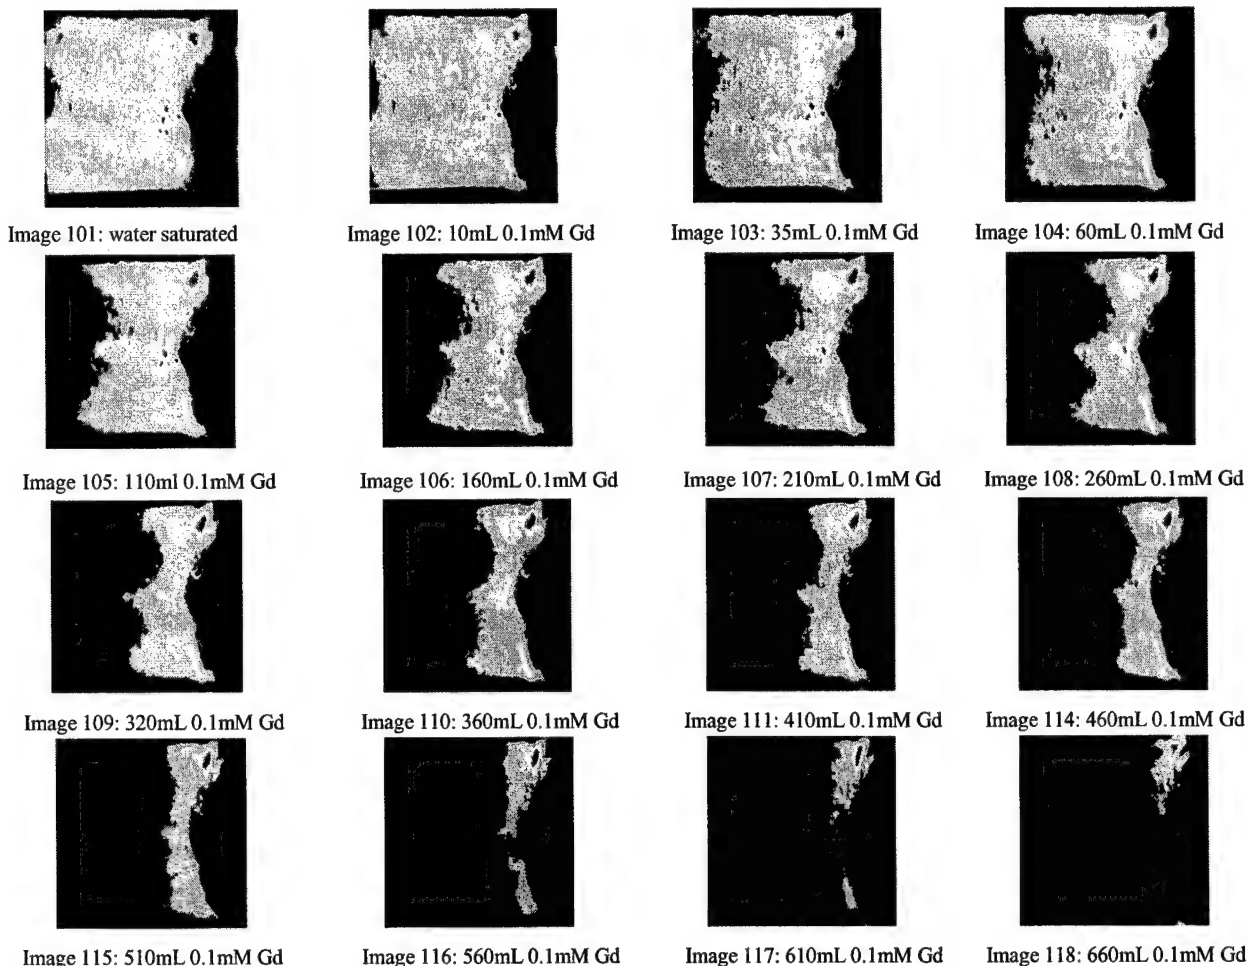 Image 101: water saturated
Image 102: 10mL 0.1mM Gd
Image 103: 35mL 0.1mM Gd
Image 104: 60mL 0.1mM Gd
Image 105: 110ml 0.1mM Gd
Image 106: 160mL 0.1mM Gd
Image 107: 210mL 0.1mM Gd
Image 108: 260mL 0.1mM Gd
Image 109: 320mL 0.1mM Gd
Image 110: 360mL 0.1mM Gd
Image 111: 410mL 0.1mM Gd
Image 114: 460mL 0.1mM Gd
Image 115: 510mL 0.1mM Gd
Image 116: 560mL 0.1mM Gd
Image 117: 610mL 0.1mM Gd
Image 118: 660mL 0.1mM Gd